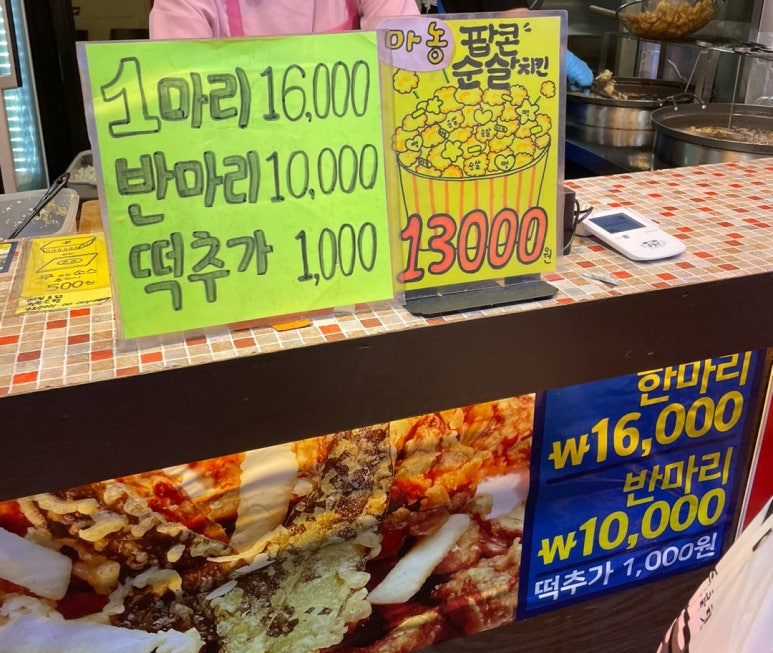 1마리 16,000
반마리 10,000
떡추가 1,000
마농
팝콘
순살치킨
13000원
소스
500원
한마리
₩16,000
반마리
₩10,000
떡추가 1,000원